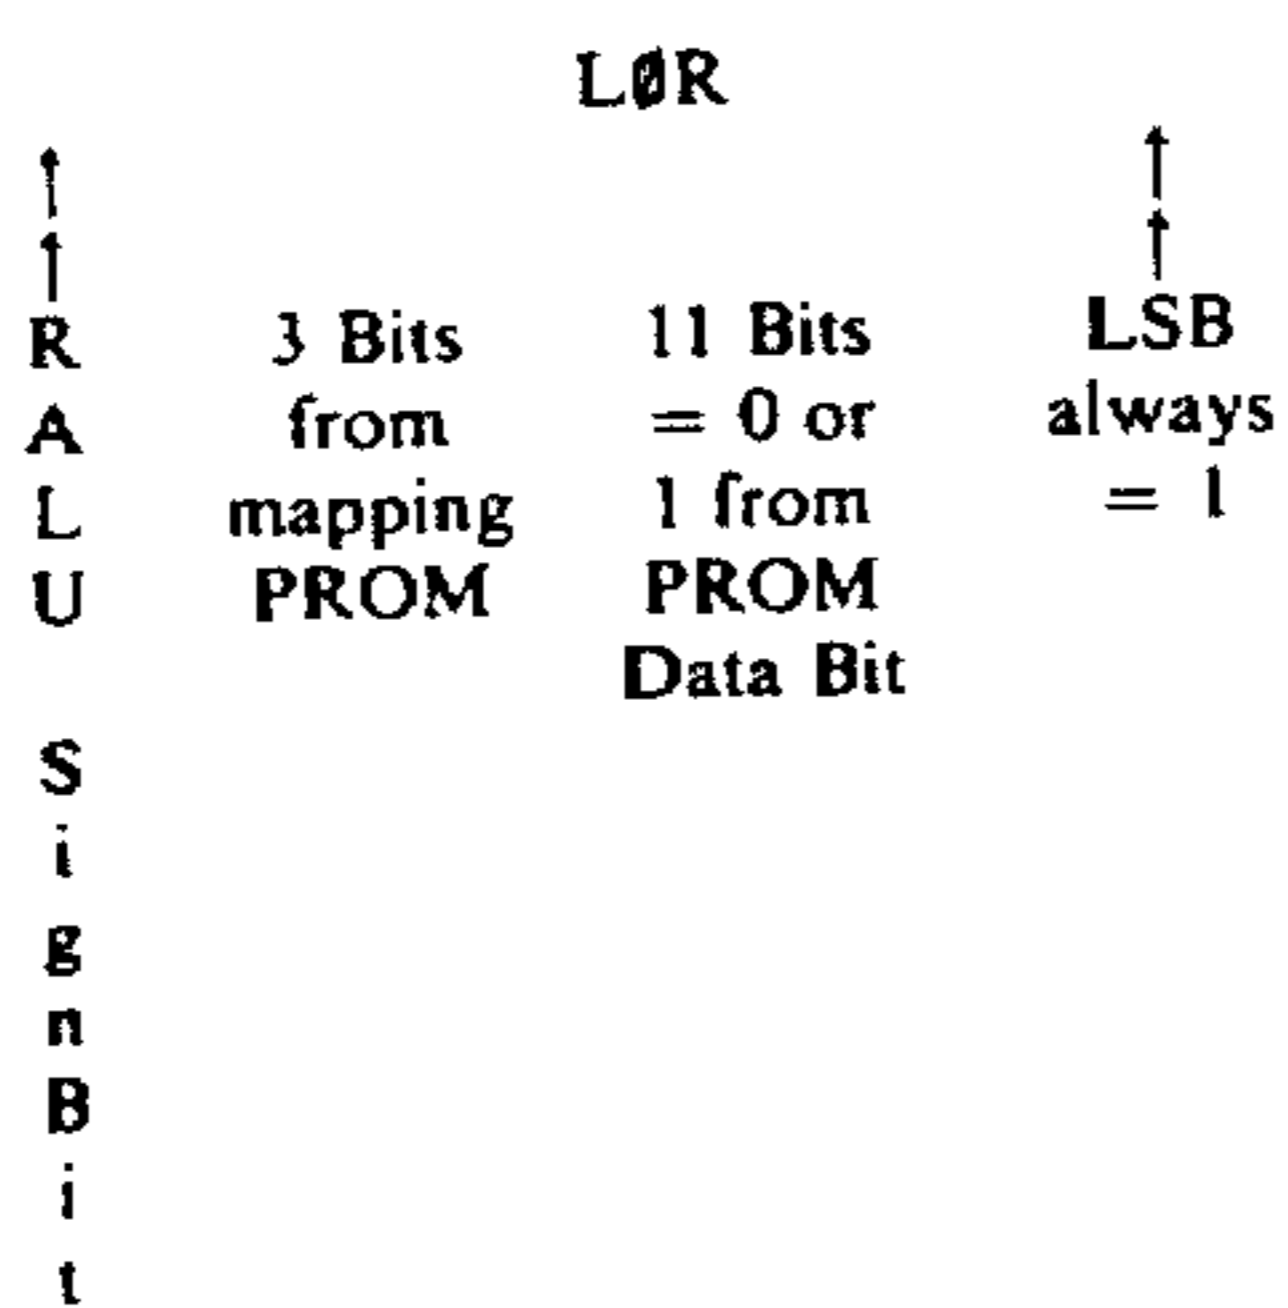 LØR
R 3 Bits 11 Bits LSB
A from = 0 or always
L mapping 1 from = 1
U PROM PROM
Data Bit
S
i
g
n
B
i
t